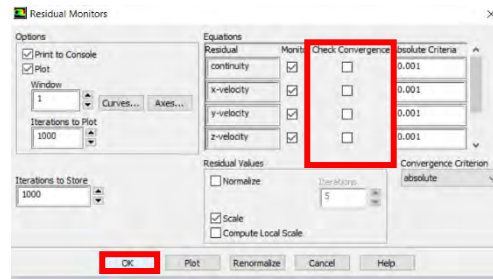 Residual Monitors
Options
Print to Console
Plot
Window
1
Curves...
Axes...
Iterations to Plot
1000
Iterations to Store
1000
Equations
Residual Monito Check Convergence bsolute Criteria
continuity 0.001
x-velocity 0.001
y-velocity 0.001
z-velocity 0.001
Residual Values
Normalize
Iterations
5
Scale
Compute Local Scale
Convergence Criterion
absolute
OK Plot Renormalize Cancel Help